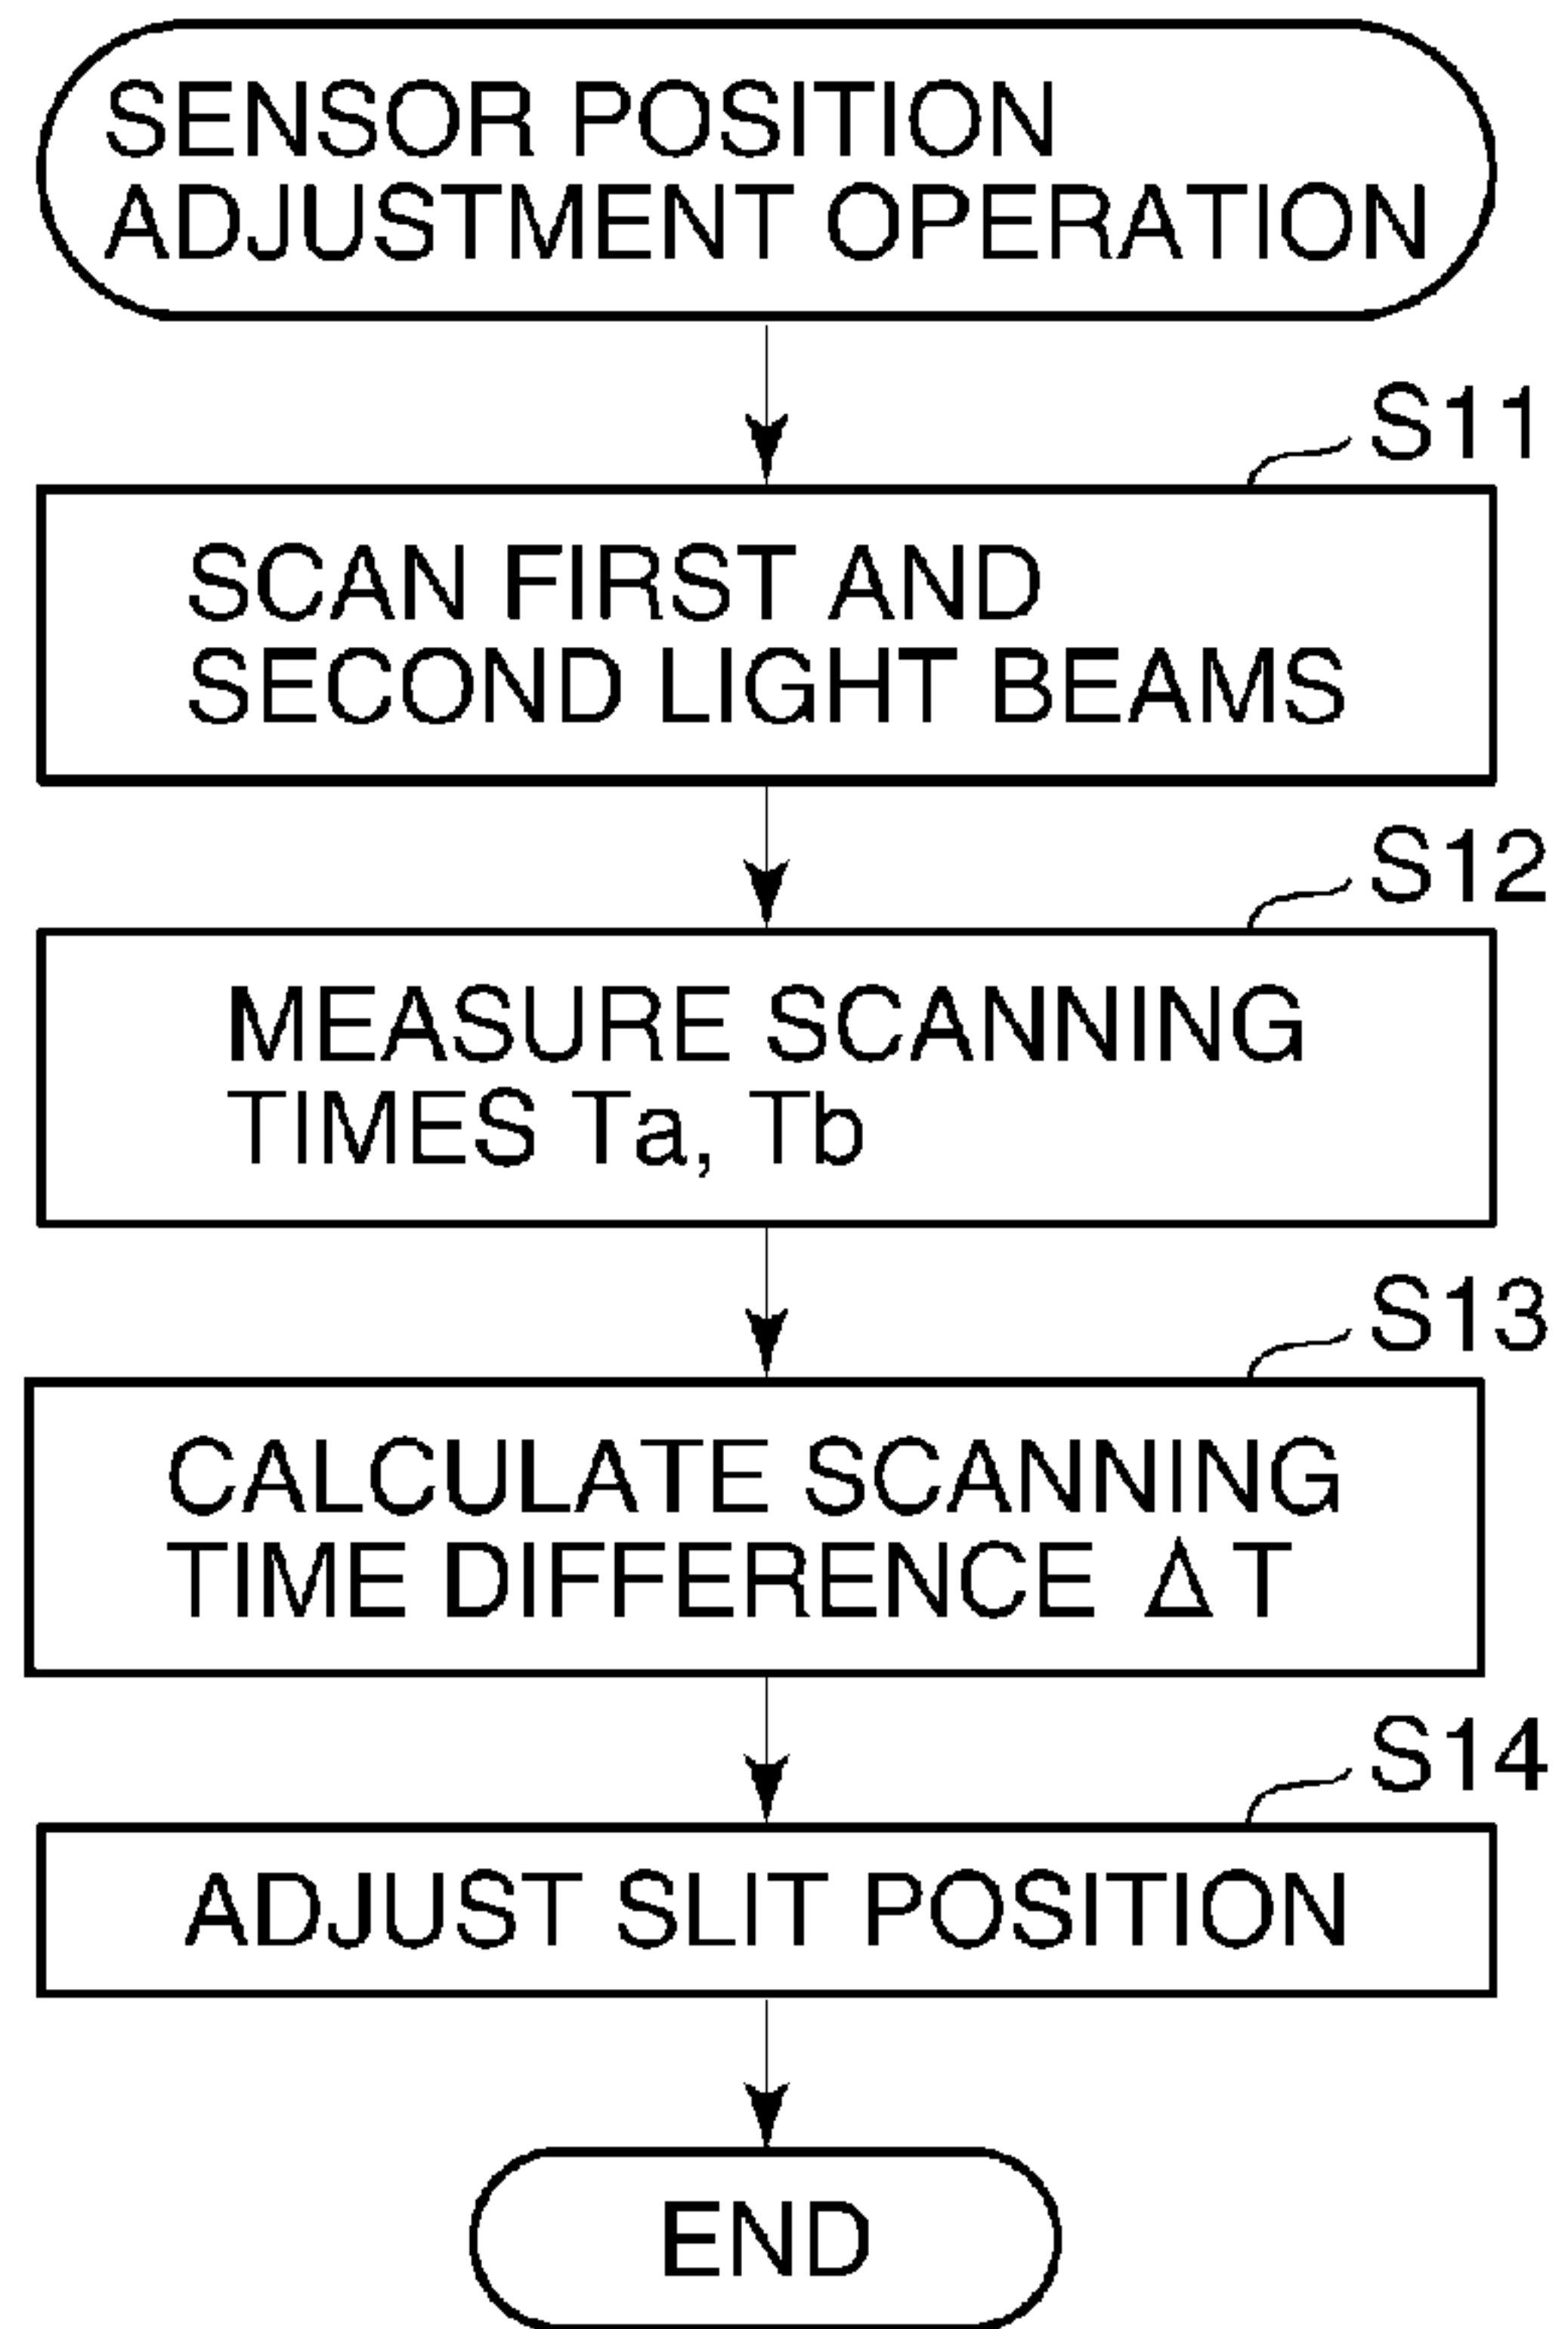 SENSOR POSITION
ADJUSTMENT OPERATION
S11
SCAN FIRST AND
SECOND LIGHT BEAMS
S12
MEASURE SCANNING
TIMES Ta, Tb
S13
CALCULATE SCANNING
TIME DIFFERENCE Δ T
S14
ADJUST SLIT POSITION
END